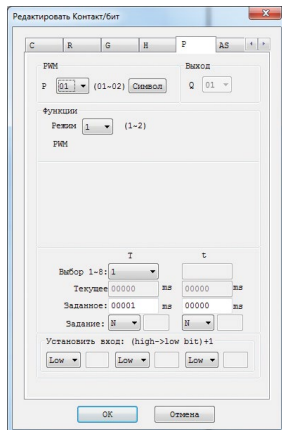 Редактировать Контакт/бит
C R G H P AS
PWM Выход
P 01 (01~02) Символ Q 01
Функции
Режим 1 (1~2)
PWM
T t
Выбор 1-8: 1
Текущее 00000 ms 00000 ms
Заданное: 00001 ms 00000 ms
Задание: N N
Установить вход: (high->low bit)+1
Low Low Low
OK Отмена